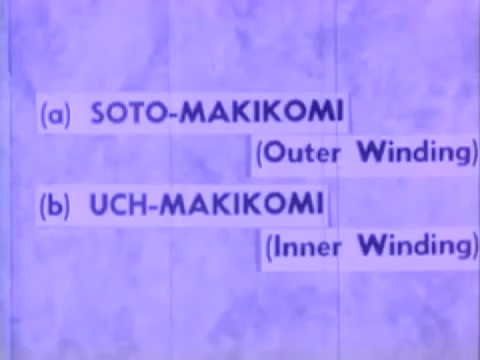 (a) SOTO-MAKIKOMI
(Outer Winding)
(b) UCH-MAKIKOMI
(Inner Winding)